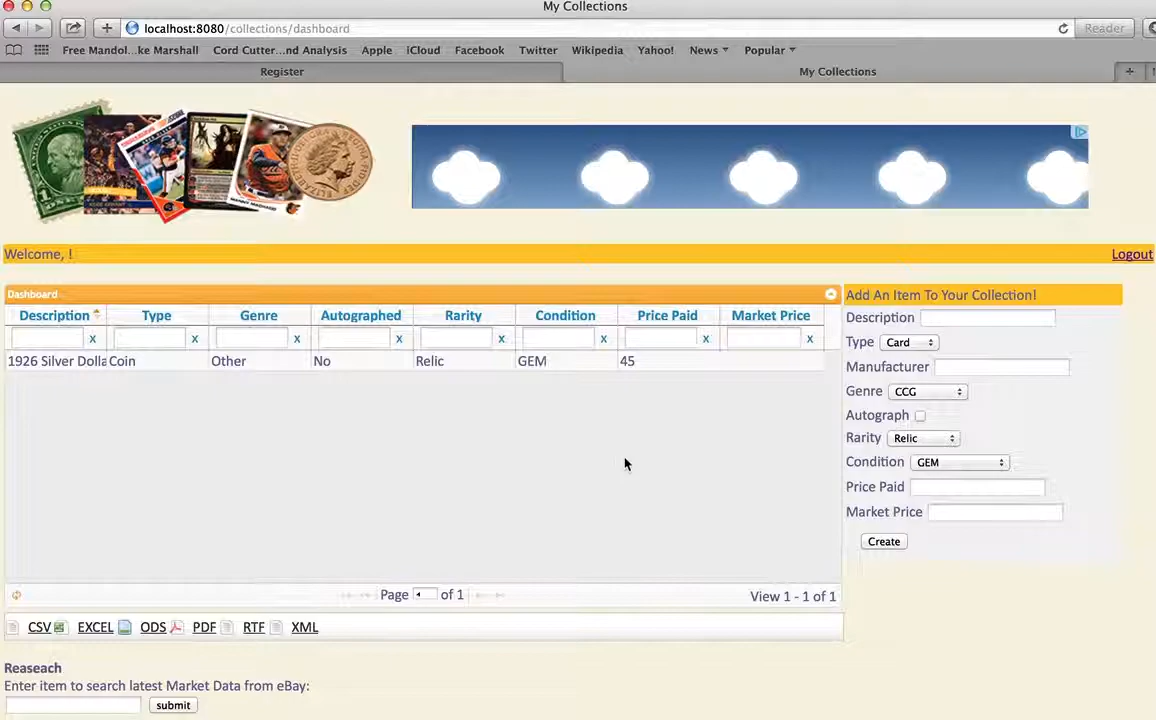 My Collections
localhost:8080/collections/dashboard
Reader
Free Mandol...ke Marshall Cord Cutter...nd Analysis Apple iCloud Facebook Twitter Wikipedia Yahoo! News Popular
Register My Collections
Welcome, !
Logout
Dashboard
Description Type Genre Autographed Rarity Condition Price Paid Market Price
x x x x x x x x
1926 Silver Dolla Coin Other No Relic GEM 45
Page of 1
View 1 - 1 of 1
CSV EXCEL ODS PDF RTF XML
Add An Item To Your Collection!
Description
Type Card
Manufacturer
Genre CCG
Autograph
Rarity Relic
Condition GEM
Price Paid
Market Price
Create
Reaseach
Enter item to search latest Market Data from eBay:
submit